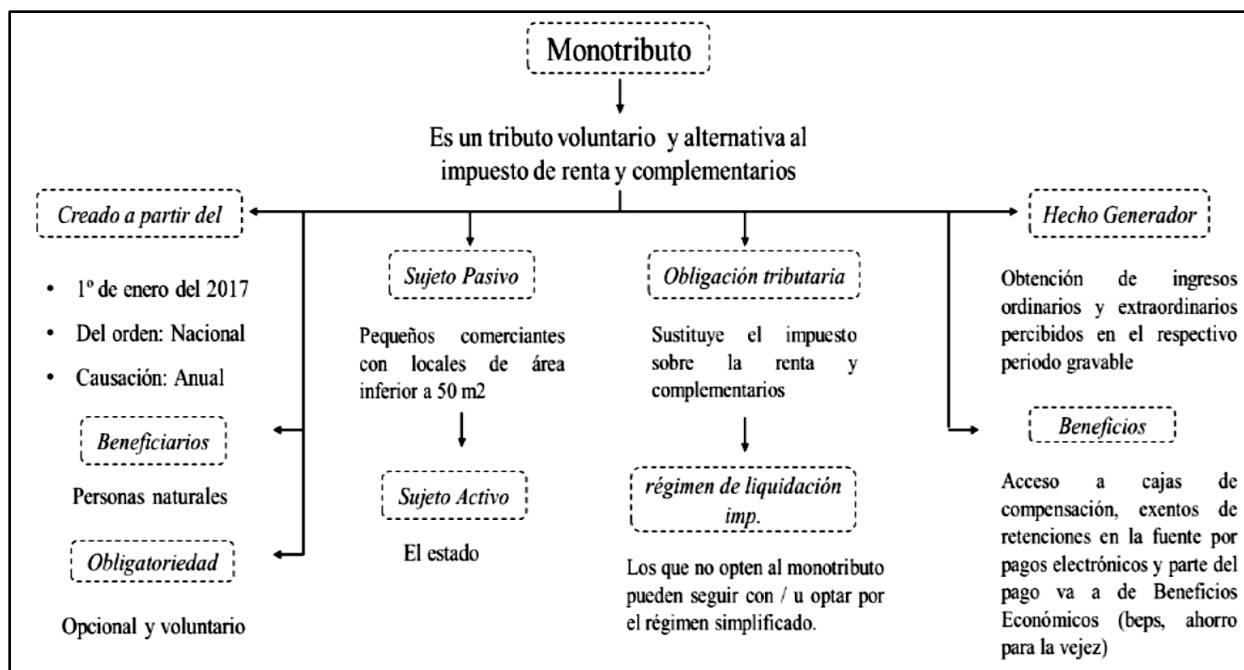 Monotributo
Es un tributo voluntario y alternativa al
impuesto de renta y complementarios
Creado a partir del
• 1º de enero del 2017
• Del orden: Nacional
• Causación: Anual
Beneficiarios
Personas naturales
Obligatoriedad
Opcional y voluntario
Sujeto Pasivo
Pequeños comerciantes
con locales de área
inferior a 50 m2
Sujeto Activo
El estado
Obligación tributaria
Sustituye el impuesto
sobre la renta y
complementarios
régimen de liquidación
imp.
Los que no opten al monotributo
pueden seguir con / u optar por
el régimen simplificado.
Hecho Generador
Obtención de ingresos
ordinarios y extraordinarios
percibidos en el respectivo
periodo gravable
Beneficios
Acceso a cajas de
compensación, exentos de
retenciones en la fuente por
pagos electrónicos y parte del
pago va a de Beneficios
Económicos (beps, ahorro
para la vejez)